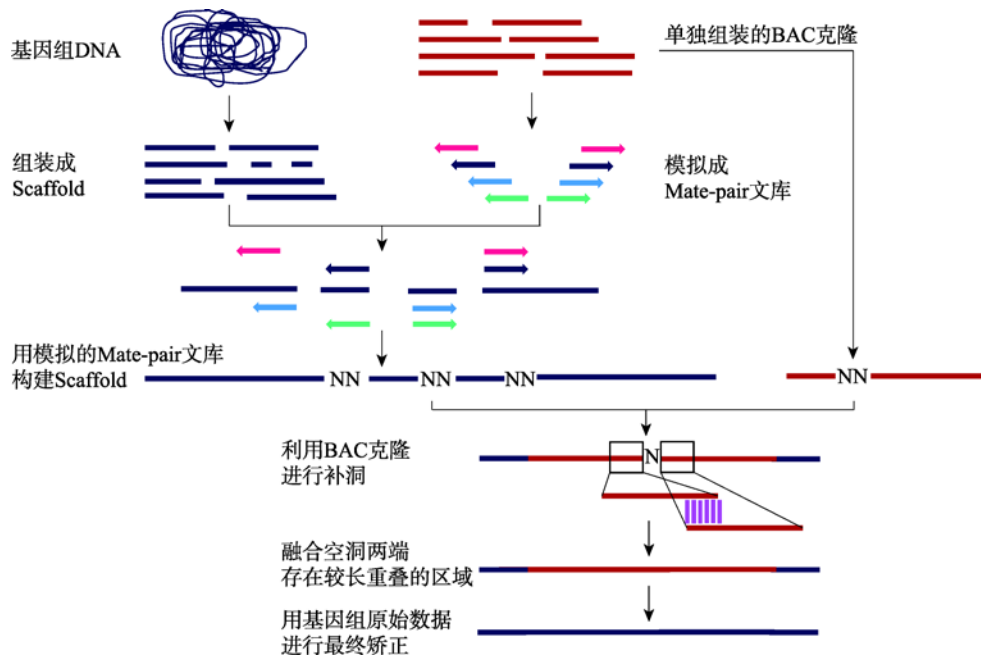 基因组DNA
单独组装的BAC克隆
组装成
Scaffold
模拟成
Mate-pair文库
用模拟的Mate-pair文库
构建Scaffold
NN
NN
NN
NN
利用BAC克隆
进行补洞
N
融合空洞两端
存在较长重叠的区域
用基因组原始数据
进行最终矫正